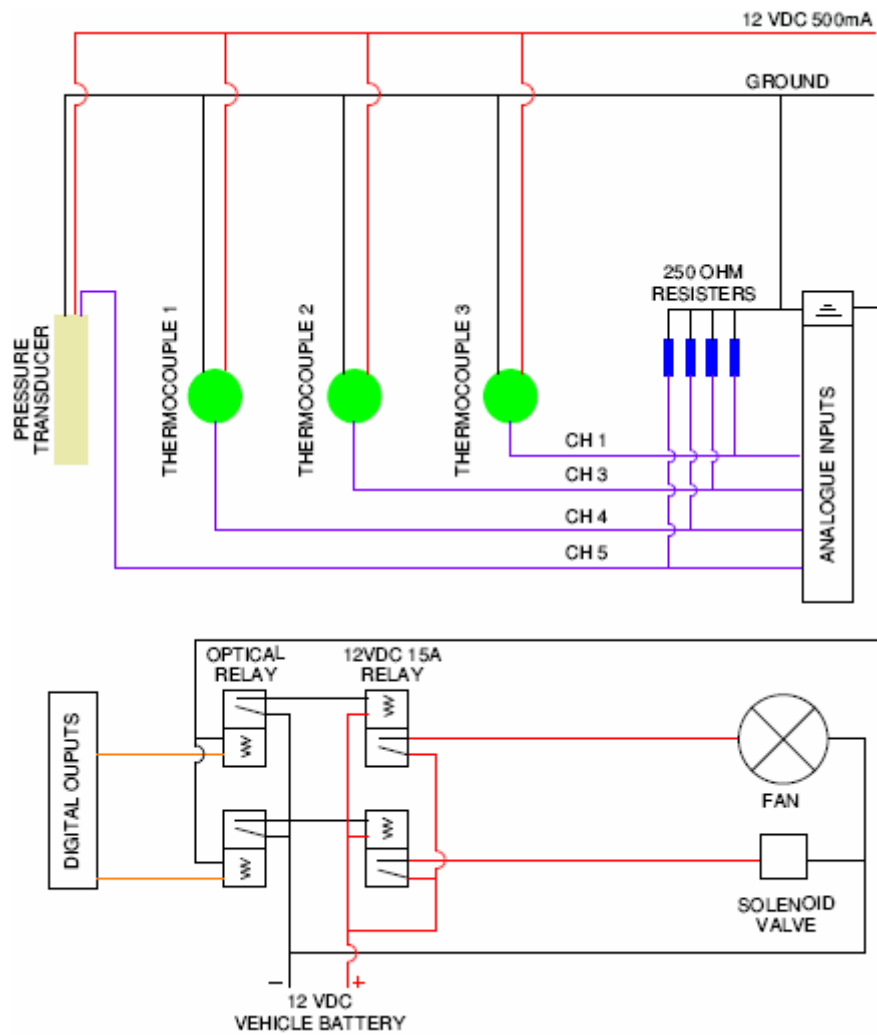 12 VDC 500mA
GROUND
250 OHM
RESISTERS
PRESSURE
TRANSDUCER
THERMOCOUPLE 1
THERMOCOUPLE 2
THERMOCOUPLE 3
CH 1
CH 3
CH 4
CH 5
ANALOGUE INPUTS
OPTICAL
RELAY
12VDC 15A
RELAY
DIGITAL OUPUTS
FAN
SOLENOID
VALVE
− +
12 VDC
VEHICLE BATTERY